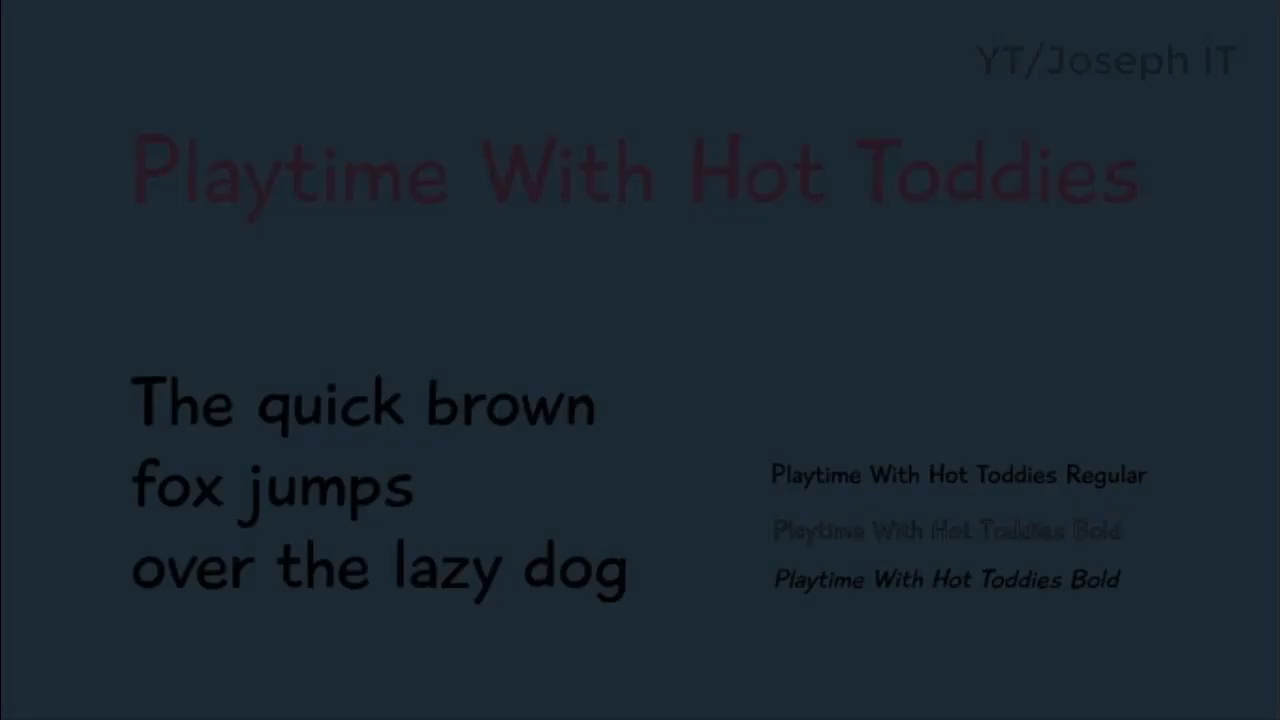 YT/Joseph IT
Playtime With Hot Toddies
The quick brown
fox jumps
over the lazy dog
Playtime With Hot Toddies Regular
Playtime With Hot Toddies Bold
Playtime With Hot Toddies Bold